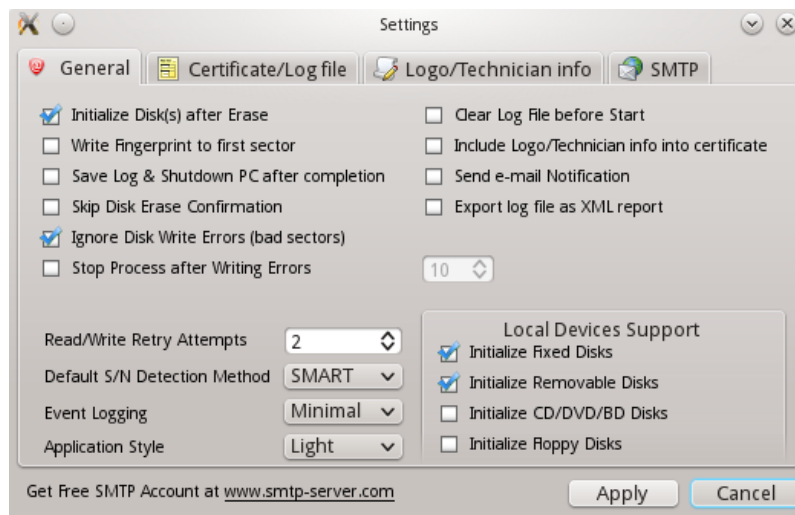 Settings
General
Certificate/Log file
Logo/Technician info
SMTP
Initialize Disk(s) after Erase
Write Fingerprint to first sector
Save Log & Shutdown PC after completion
Skip Disk Erase Confirmation
Ignore Disk Write Errors (bad sectors)
Stop Process after Writing Errors
10
Clear Log File before Start
Include Logo/Technician info into certificate
Send e-mail Notification
Export log file as XML report
Read/Write Retry Attempts
2
Default S/N Detection Method
SMART
Event Logging
Minimal
Application Style
Light
Local Devices Support
Initialize Fixed Disks
Initialize Removable Disks
Initialize CD/DVD/BD Disks
Initialize Floppy Disks
Get Free SMTP Account at www.smtp-server.com
Apply
Cancel